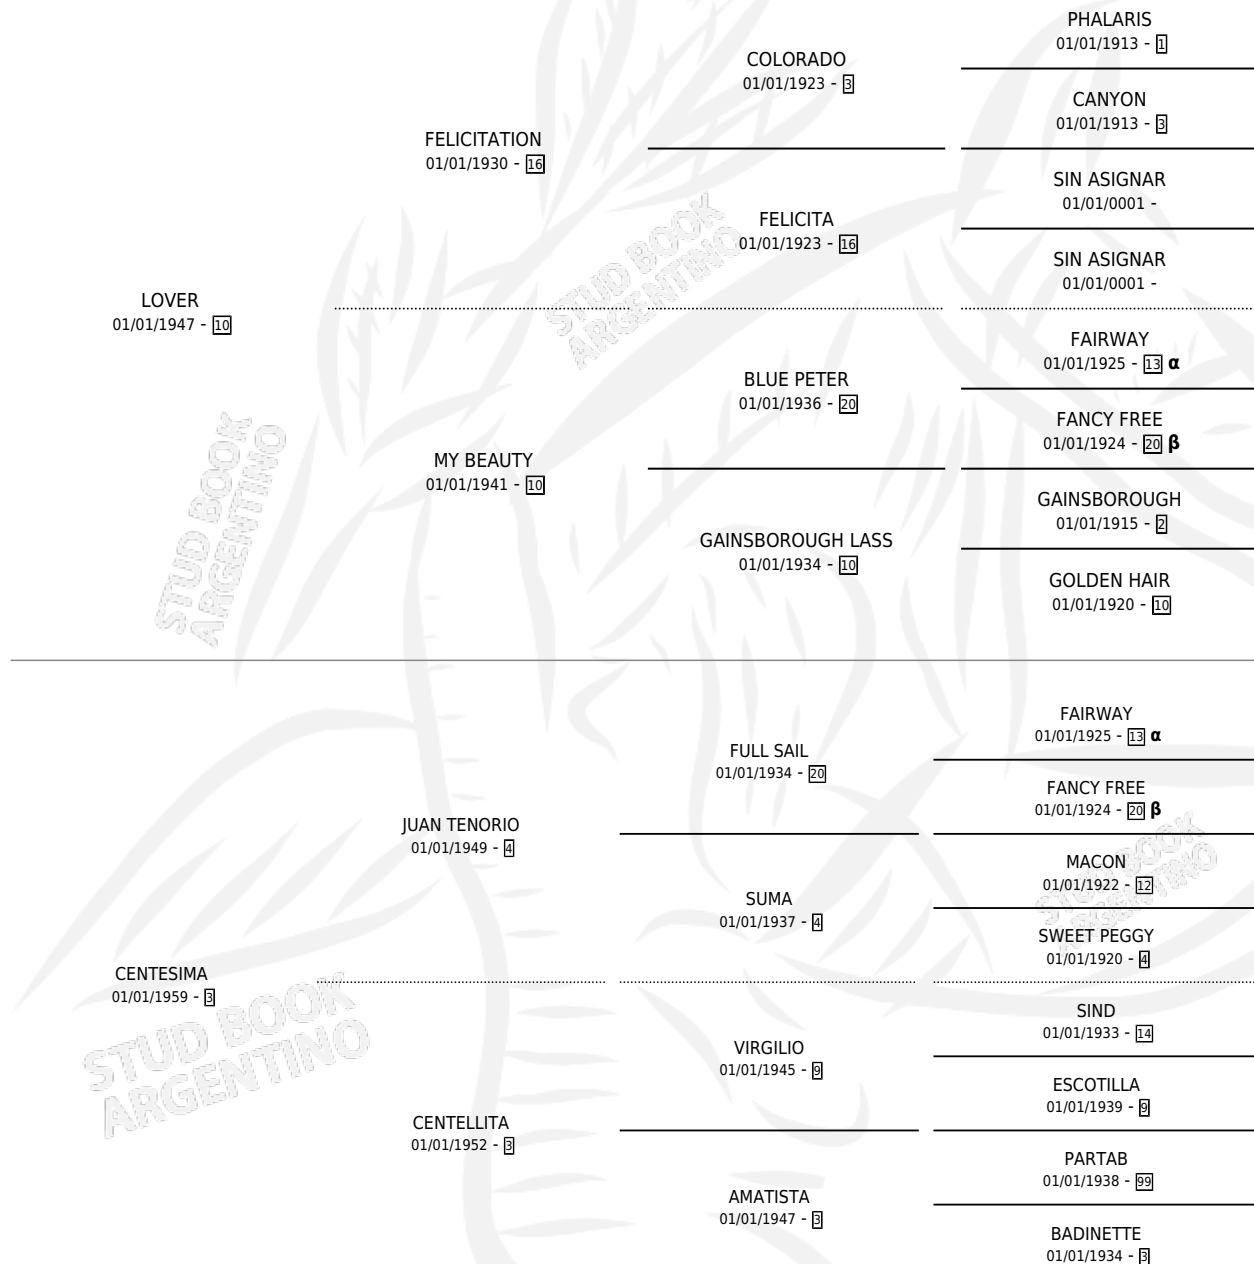 PHALARIS
01/01/1913 - 1
COLORADO
01/01/1923 - 3
CANYON
01/01/1913 - 3
FELICITATION
01/01/1930 - 16
SIN ASIGNAR
01/01/0001 -
FELICITA
01/01/1923 - 16
SIN ASIGNAR
01/01/0001 -
LOVER
01/01/1947 - 10
FAIRWAY
01/01/1925 - 13 α
BLUE PETER
01/01/1936 - 20
FANCY FREE
01/01/1924 - 20 β
MY BEAUTY
01/01/1941 - 10
GAINSBOROUGH
01/01/1915 - 2
GAINSBOROUGH LASS
01/01/1934 - 10
GOLDEN HAIR
01/01/1920 - 10
FAIRWAY
01/01/1925 - 13 α
FULL SAIL
01/01/1934 - 20
FANCY FREE
01/01/1924 - 20 β
JUAN TENORIO
01/01/1949 - 4
MACON
01/01/1922 - 12
SUMA
01/01/1937 - 4
SWEET PEGGY
01/01/1920 - 4
CENTESIMA
01/01/1959 - 3
SIND
01/01/1933 - 14
VIRGILIO
01/01/1945 - 9
ESCOTILLA
01/01/1939 - 9
CENTELLITA
01/01/1952 - 3
PARTAB
01/01/1938 - 99
AMATISTA
01/01/1947 - 3
BADINETTE
01/01/1934 - 3
STUD BOOK
ARGENTINO
STUD BOOK
ARGENTINO
STUD BOOK
ARGENTINO
STUD BOOK
ARGENTINO